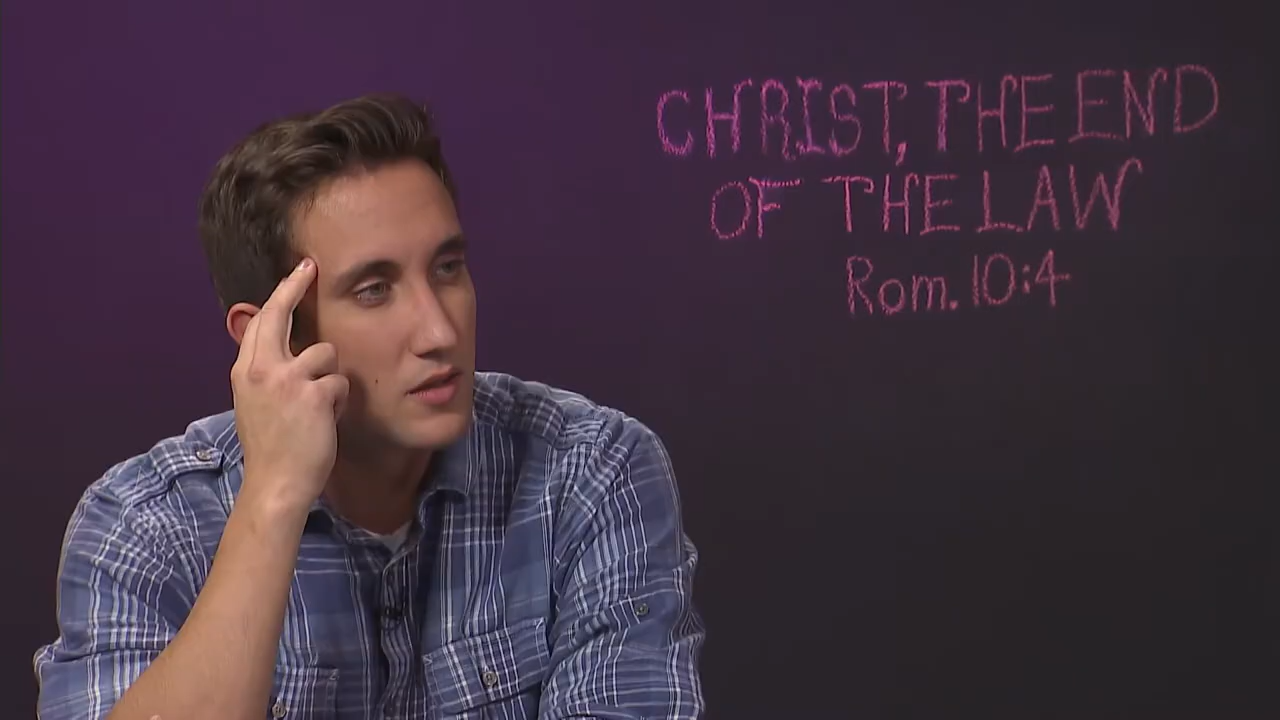 CHRIST, THE END
OF THE LAW
Rom. 10:4